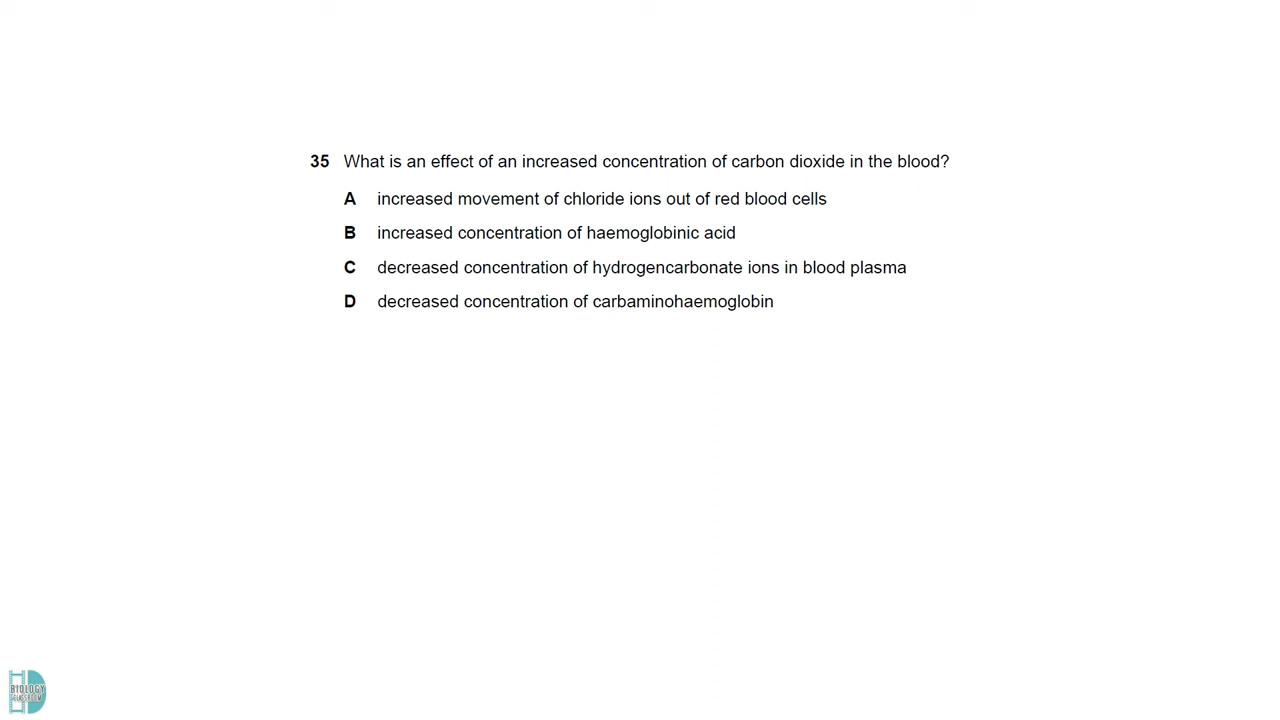 35 What is an effect of an increased concentration of carbon dioxide in the blood?
A increased movement of chloride ions out of red blood cells
B increased concentration of haemoglobinic acid
C decreased concentration of hydrogencarbonate ions in blood plasma
D decreased concentration of carbaminohaemoglobin
BIOLOGY
CLASSROOM